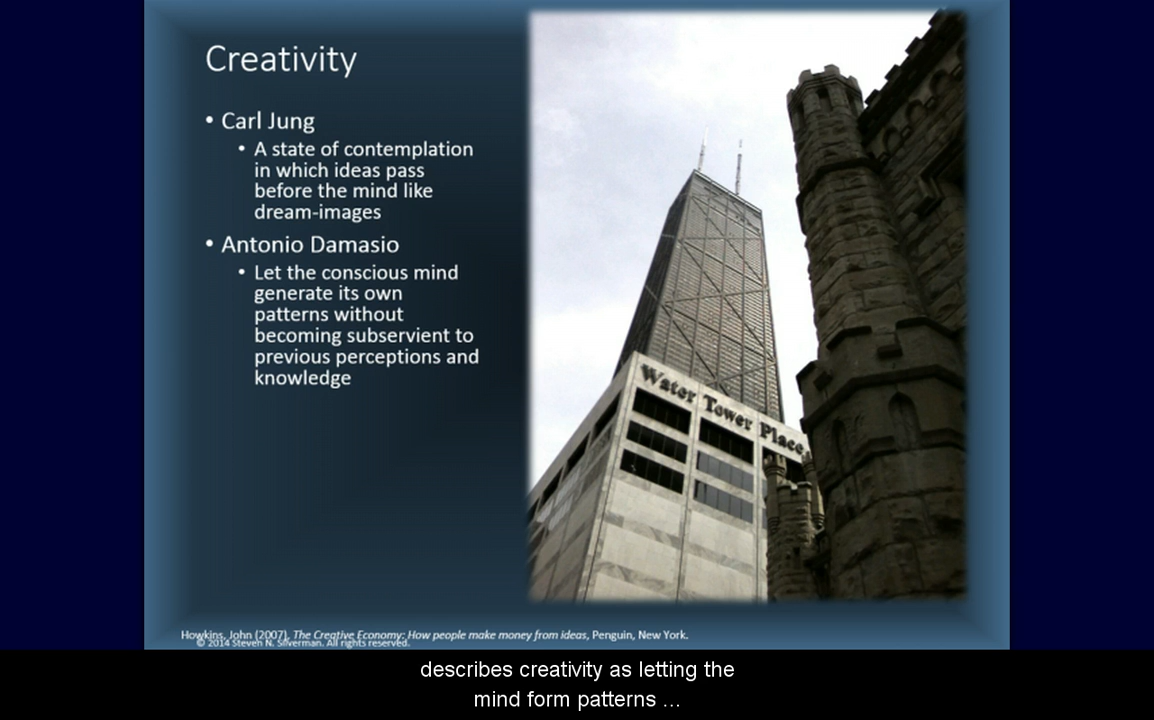 Creativity
• Carl Jung
• A state of contemplation
in which ideas pass
before the mind like
dream-images
• Antonio Damasio
• Let the conscious mind
generate its own
patterns without
becoming subservient to
previous perceptions and
knowledge
Water Tower Place
Howkins, John (2007), The Creative Economy: How people make money from ideas, Penguin, New York.
© 2014 Steven N. Silverman. All rights reserved.
describes creativity as letting the
mind form patterns ...